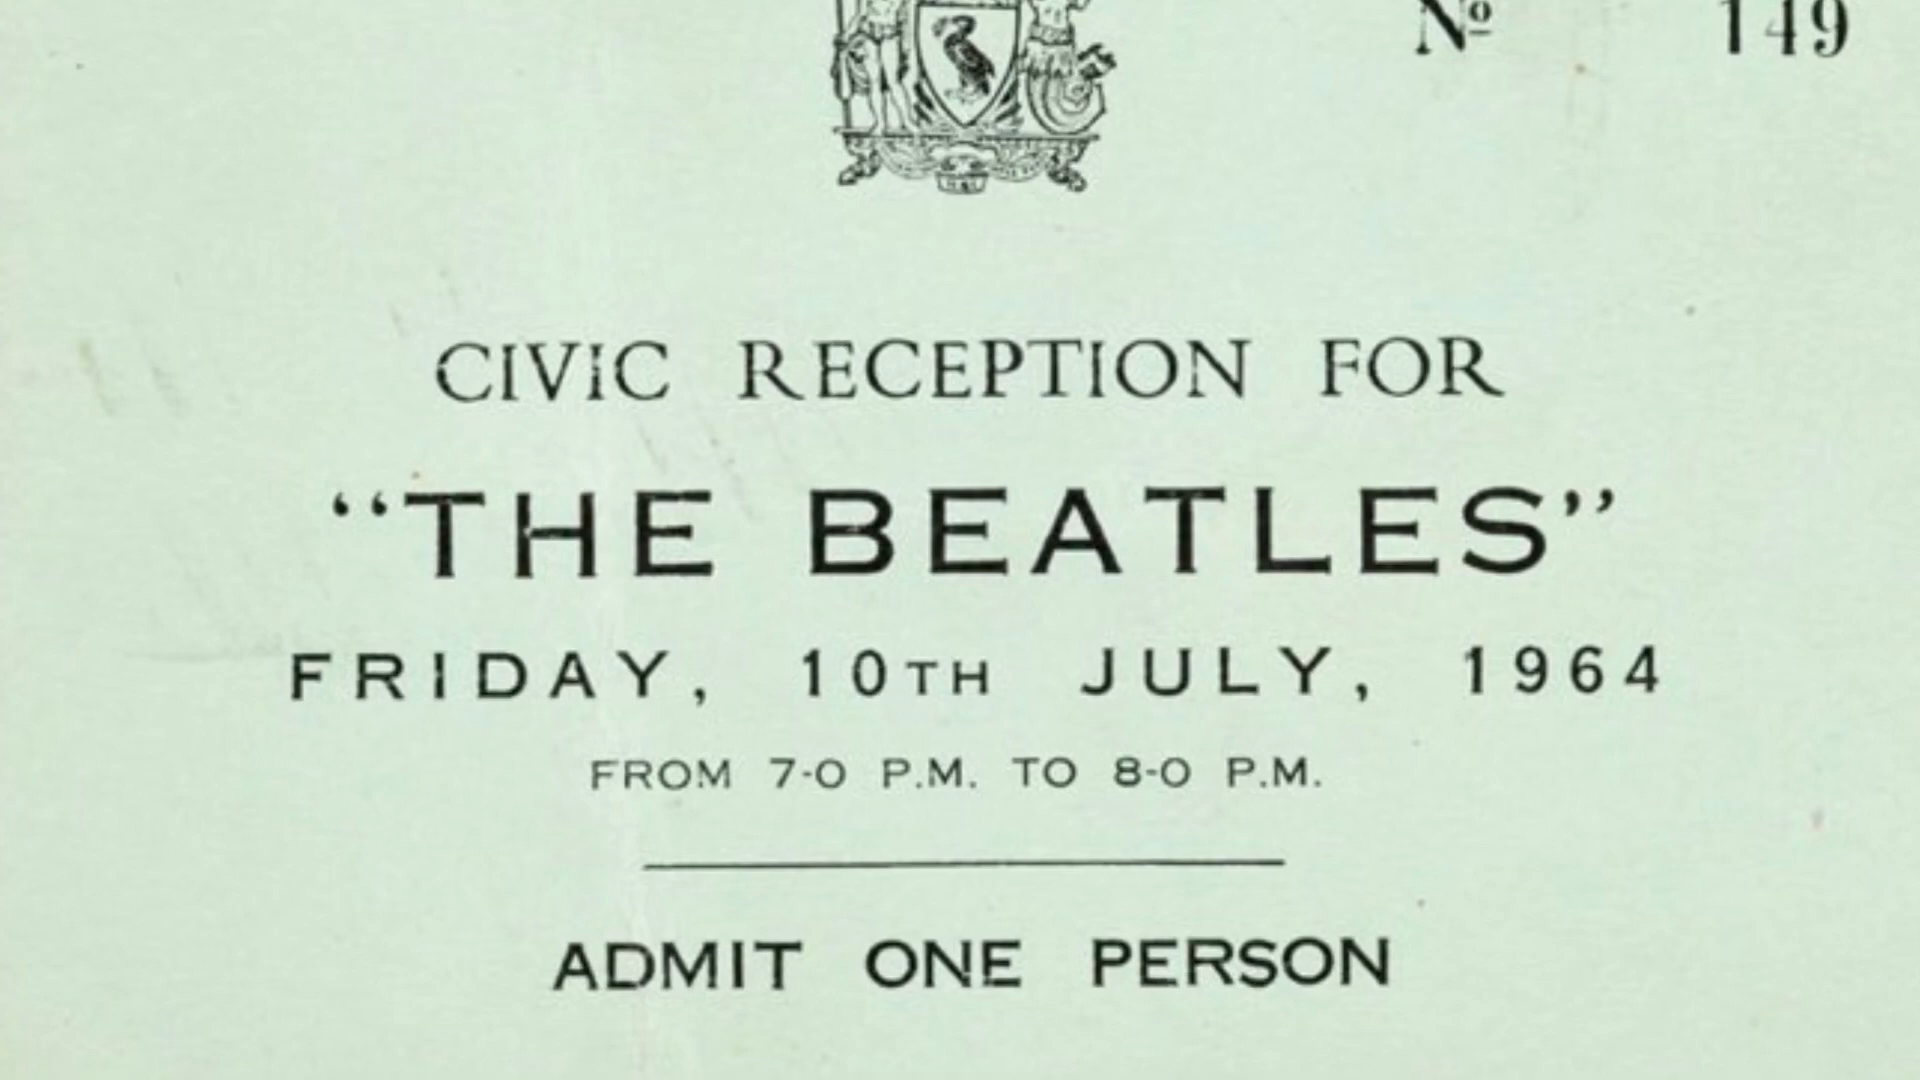 Nº 149
CIVIC RECEPTION FOR
“THE BEATLES”
FRIDAY, 10TH JULY, 1964
FROM 7-0 P.M. TO 8-0 P.M.
ADMIT ONE PERSON